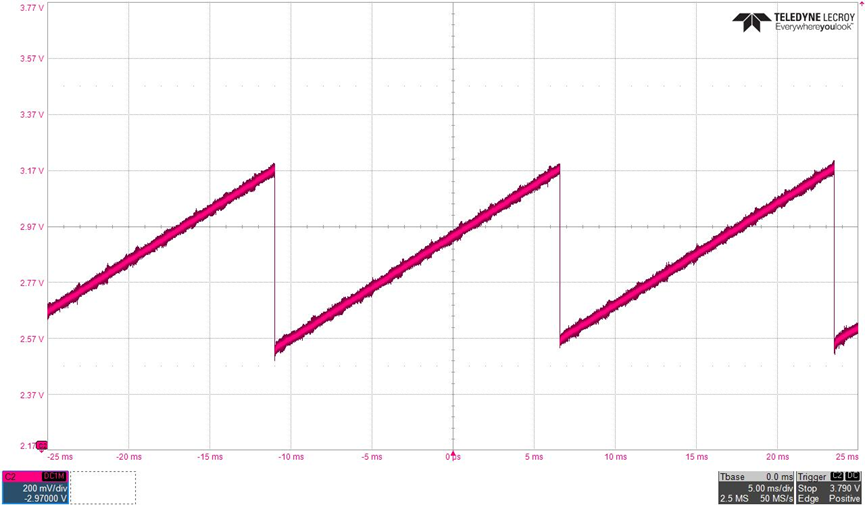 3.77 V
TELEDYNE LECROY
Everywhereyoulook™
3.57 V
3.37 V
3.17 V
2.97 V
2.77 V
2.57 V
2.37 V
2.17
-25 ms
-20 ms
-15 ms
-10 ms
-5 ms
0 µs
5 ms
10 ms
15 ms
20 ms
25 ms
C2 DC1M
200 mV/div
-2.97000 V
Tbase 0.0 ms
5.00 ms/div
2.5 MS 50 MS/s
Trigger C2 DC
Stop 3.790 V
Edge Positive